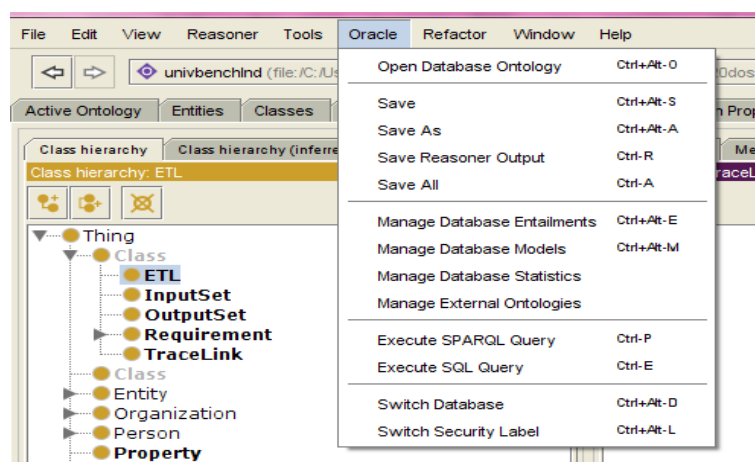 File Edit View Reasoner Tools Oracle Refactor Window Help
univbenchInd (file:/C:/Us
Active Ontology Entities Classes
Class hierarchy Class hierarchy (inferre
Class hierarchy: ETL
Thing
Class
ETL
InputSet
OutputSet
Requirement
TraceLink
Class
Entity
Organization
Person
Property
Open Database Ontology Ctrl+Alt-O
Save Ctrl+Alt-S
Save As Ctrl+Alt-A
Save Reasoner Output Ctrl-R
Save All Ctrl-A
Manage Database Entailments Ctrl+Alt-E
Manage Database Models Ctrl+Alt-M
Manage Database Statistics
Manage External Ontologies
Execute SPARQL Query Ctrl-P
Execute SQL Query Ctrl-E
Switch Database Ctrl+Alt-D
Switch Security Label Ctrl+Alt-L
20dos
n Prop
Me
raceL